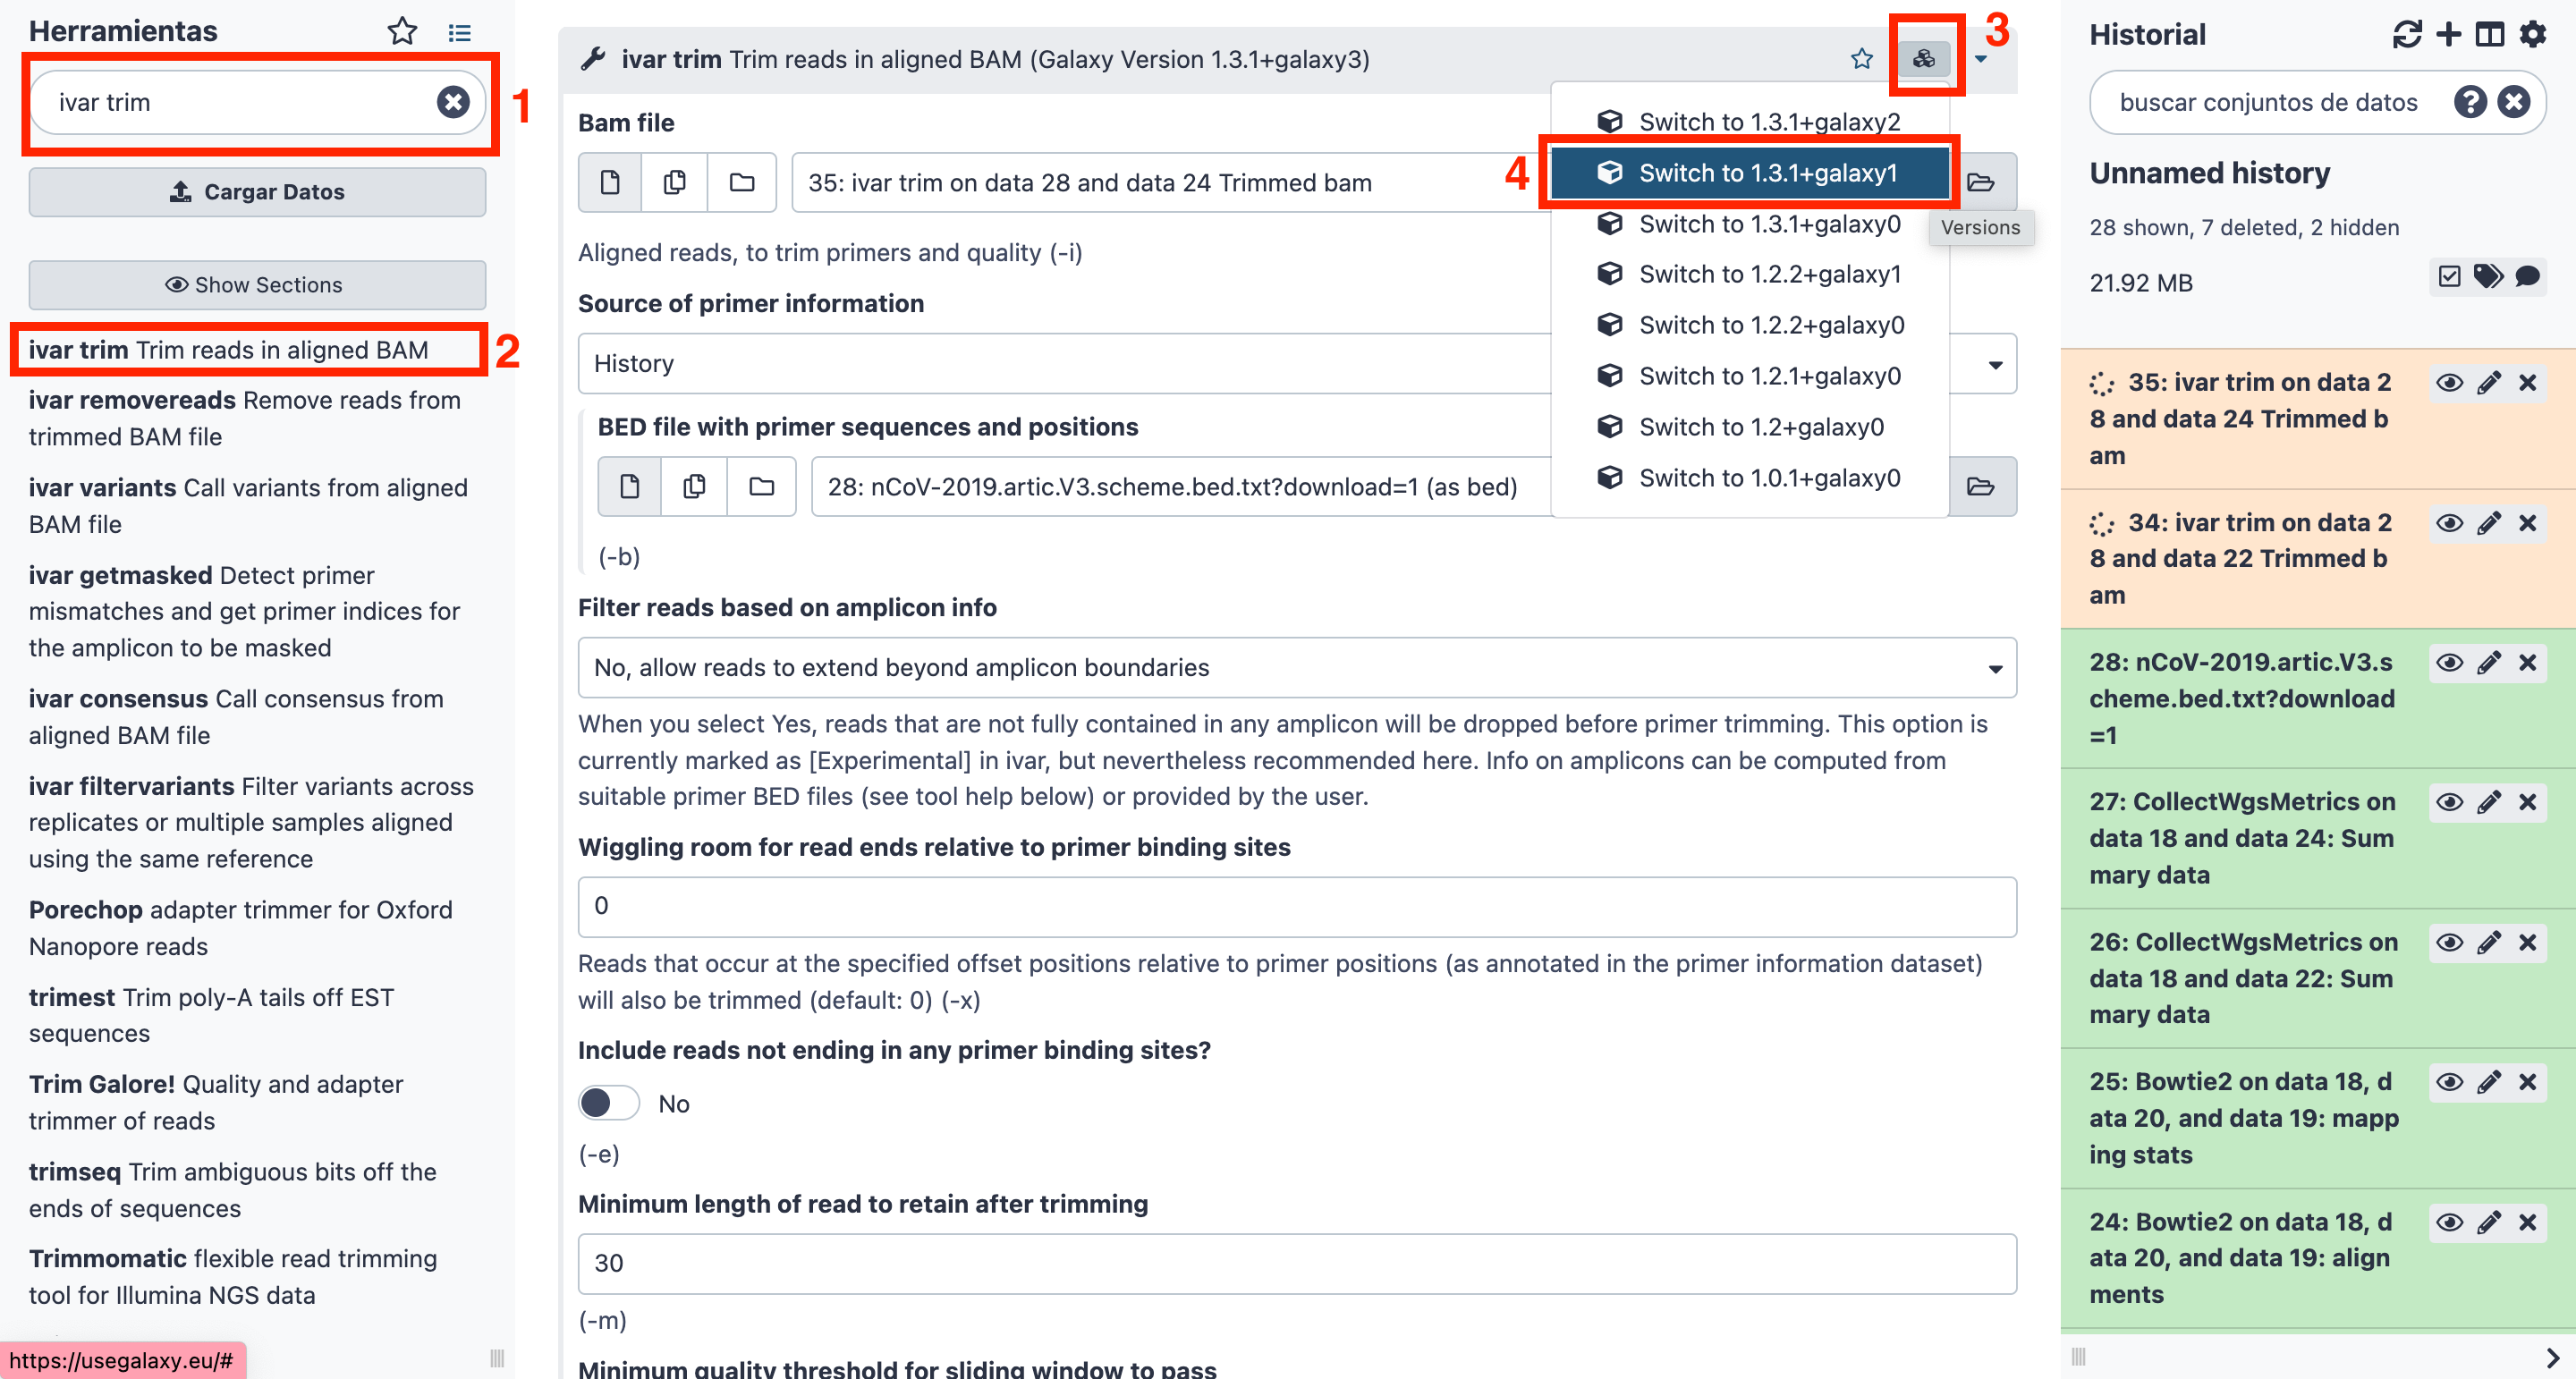 Herramientas
ivar trim
1
Cargar Datos
Show Sections
ivar trim Trim reads in aligned BAM
2
ivar removereads Remove reads from
trimmed BAM file
ivar variants Call variants from aligned
BAM file
ivar getmasked Detect primer
mismatches and get primer indices for
the amplicon to be masked
ivar consensus Call consensus from
aligned BAM file
ivar filtervariants Filter variants across
replicates or multiple samples aligned
using the same reference
Porechop adapter trimmer for Oxford
Nanopore reads
trimest Trim poly-A tails off EST
sequences
Trim Galore! Quality and adapter
trimmer of reads
trimseq Trim ambiguous bits off the
ends of sequences
Trimmomatic flexible read trimming
tool for Illumina NGS data
https://usegalaxy.eu/#
ivar trim Trim reads in aligned BAM (Galaxy Version 1.3.1+galaxy3)
3
Switch to 1.3.1+galaxy2
4
Switch to 1.3.1+galaxy1
Switch to 1.3.1+galaxy0
Versions
Switch to 1.2.2+galaxy1
Switch to 1.2.2+galaxy0
Switch to 1.2.1+galaxy0
Switch to 1.2+galaxy0
Switch to 1.0.1+galaxy0
Bam file
35: ivar trim on data 28 and data 24 Trimmed bam
Aligned reads, to trim primers and quality (-i)
Source of primer information
History
BED file with primer sequences and positions
28: nCoV-2019.artic.V3.scheme.bed.txt?download=1 (as bed)
(-b)
Filter reads based on amplicon info
No, allow reads to extend beyond amplicon boundaries
When you select Yes, reads that are not fully contained in any amplicon will be dropped before primer trimming. This option is
currently marked as [Experimental] in ivar, but nevertheless recommended here. Info on amplicons can be computed from
suitable primer BED files (see tool help below) or provided by the user.
Wiggling room for read ends relative to primer binding sites
0
Reads that occur at the specified offset positions relative to primer positions (as annotated in the primer information dataset)
will also be trimmed (default: 0) (-x)
Include reads not ending in any primer binding sites?
No
(-e)
Minimum length of read to retain after trimming
30
(-m)
Minimum quality threshold for sliding window to pass
Historial
buscar conjuntos de datos
Unnamed history
28 shown, 7 deleted, 2 hidden
21.92 MB
35: ivar trim on data 2
8 and data 24 Trimmed b
am
34: ivar trim on data 2
8 and data 22 Trimmed b
am
28: nCoV-2019.artic.V3.s
cheme.bed.txt?download
=1
27: CollectWgsMetrics on
data 18 and data 24: Sum
mary data
26: CollectWgsMetrics on
data 18 and data 22: Sum
mary data
25: Bowtie2 on data 18, d
ata 20, and data 19: mapp
ing stats
24: Bowtie2 on data 18, d
ata 20, and data 19: align
ments